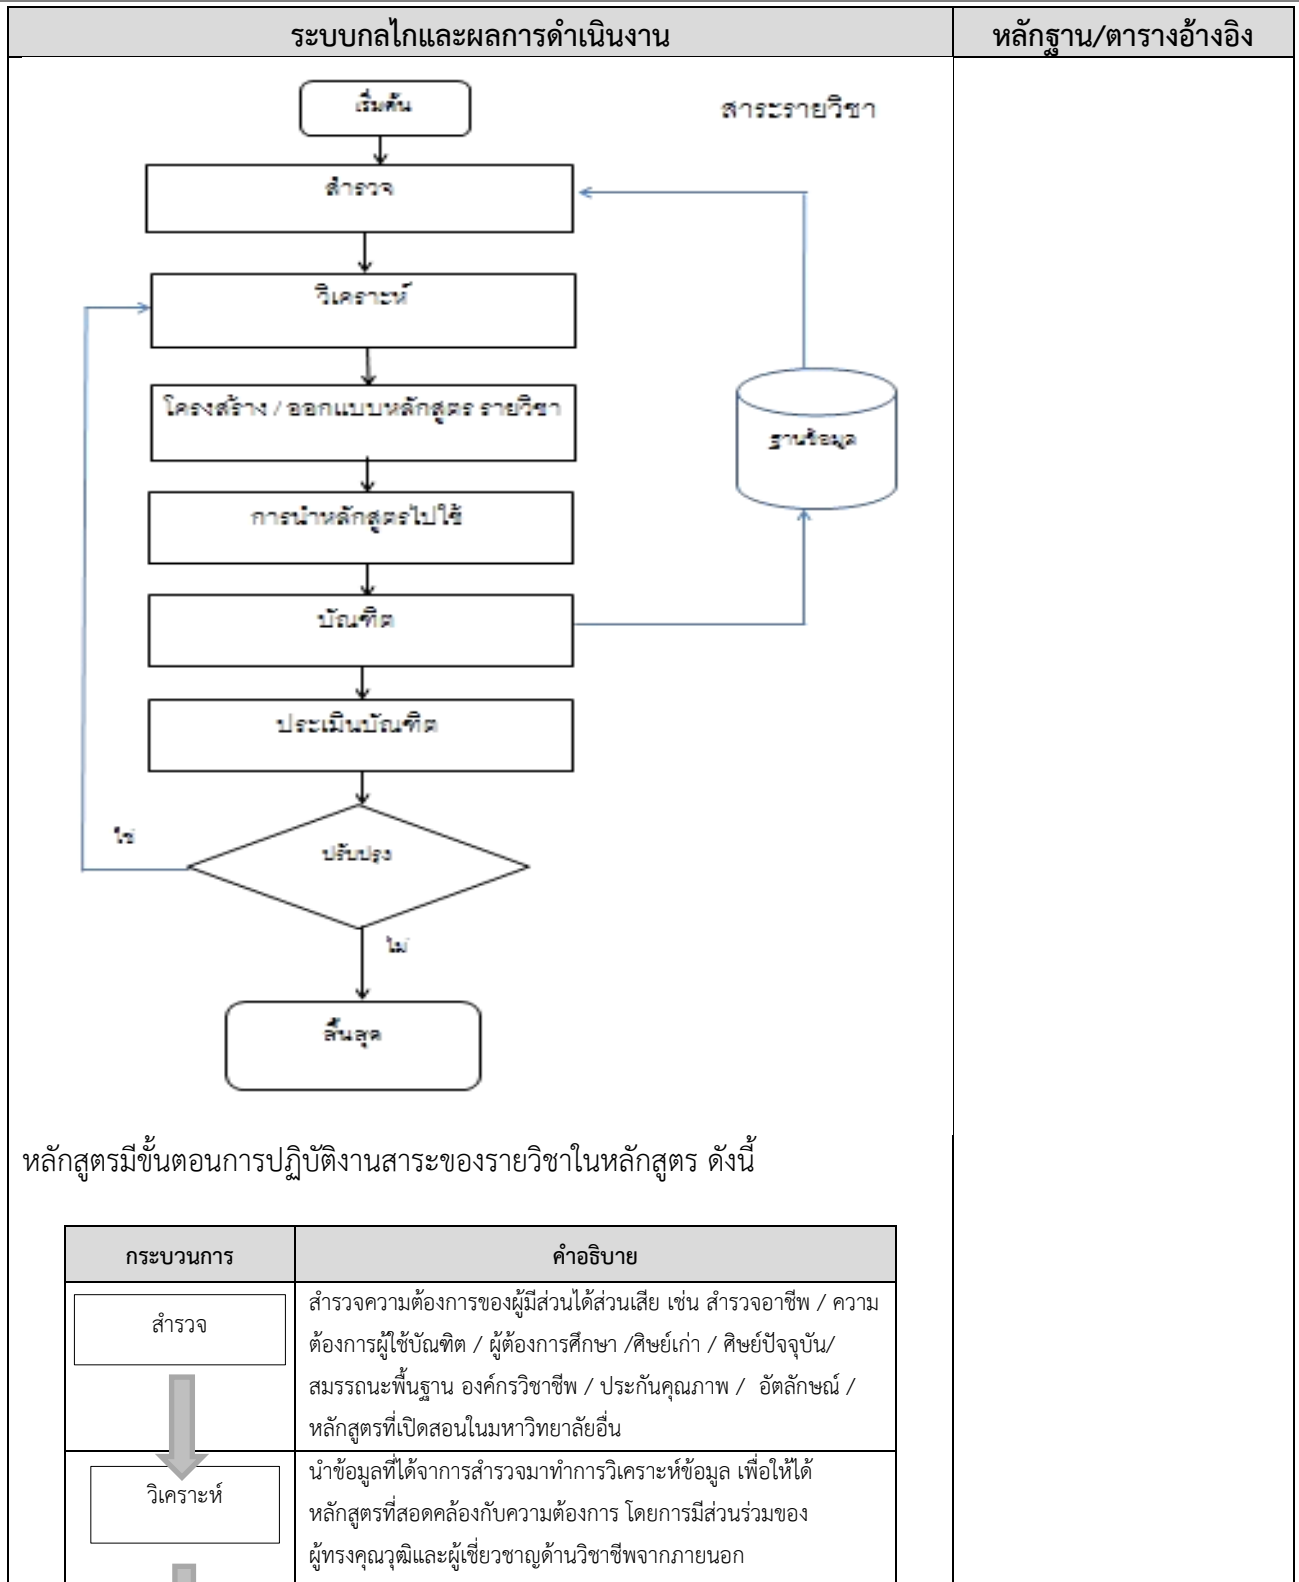 ระบบกลไกและผลการดำเนินงาน
หลักฐาน/ตารางอ้างอิง
เริ่มต้น
สาระรายวิชา
สำรวจ
วิเคราะห์
โครงสร้าง / ออกแบบหลักสูตร รายวิชา
ฐานข้อมูล
การนำหลักสูตรไปใช้
บัณฑิต
ประเมินบัณฑิต
ใช่
ปรับปรุง
ไม่
สิ้นสุด
หลักสูตรมีขั้นตอนการปฏิบัติงานสาระของรายวิชาในหลักสูตร ดังนี้
กระบวนการ
คำอธิบาย
สำรวจ
สำรวจความต้องการของผู้มีส่วนได้ส่วนเสีย เช่น สำรวจอาชีพ / ความ
ต้องการผู้ใช้บัณฑิต / ผู้ต้องการศึกษา /ศิษย์เก่า / ศิษย์ปัจจุบัน/
สมรรถนะพื้นฐาน องค์กรวิชาชีพ / ประกันคุณภาพ / อัตลักษณ์ /
หลักสูตรที่เปิดสอนในมหาวิทยาลัยอื่น
วิเคราะห์
นำข้อมูลที่ได้จาการสำรวจมาทำการวิเคราะห์ข้อมูล เพื่อให้ได้
หลักสูตรที่สอดคล้องกับความต้องการ โดยการมีส่วนร่วมของ
ผู้ทรงคุณวุฒิและผู้เชี่ยวชาญด้านวิชาชีพจากภายนอก